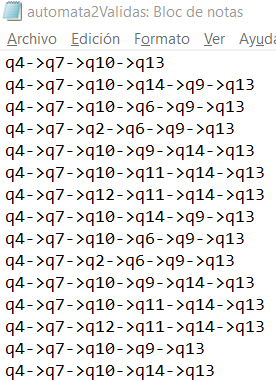 automata2Validas: Bloc de notas
Archivo Edición Formato Ver
q4->q7->q10->q13
q4->q7->q10->q14->q9->q13
q4->q7->q10->q6->q9->q13
q4->q7->q2->q6->q9->q13
q4->q7->q10->q9->q14->q13
q4->q7->q10->q11->q14->q13
q4->q7->q12->q11->q14->q13
q4->q7->q10->q14->q9->q13
q4->q7->q10->q6->q9->q13
q4->q7->q2->q6->q9->q13
q4->q7->q10->q9->q14->q13
q4->q7->q10->q11->q14->q13
q4->q7->q12->q11->q14->q13
q4->q7->q10->q9->q13
q4->q7->q10->q14->q13